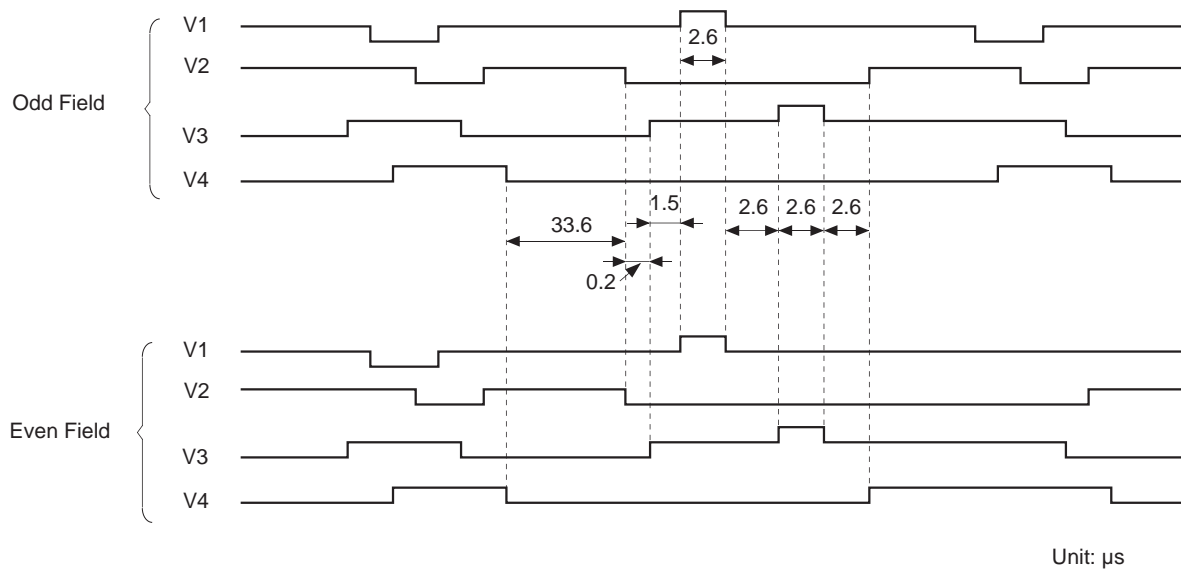 V1
2.6
V2
Odd Field
V3
V4
1.5
2.6 2.6 2.6
33.6
0.2
V1
V2
Even Field
V3
V4
Unit: μs